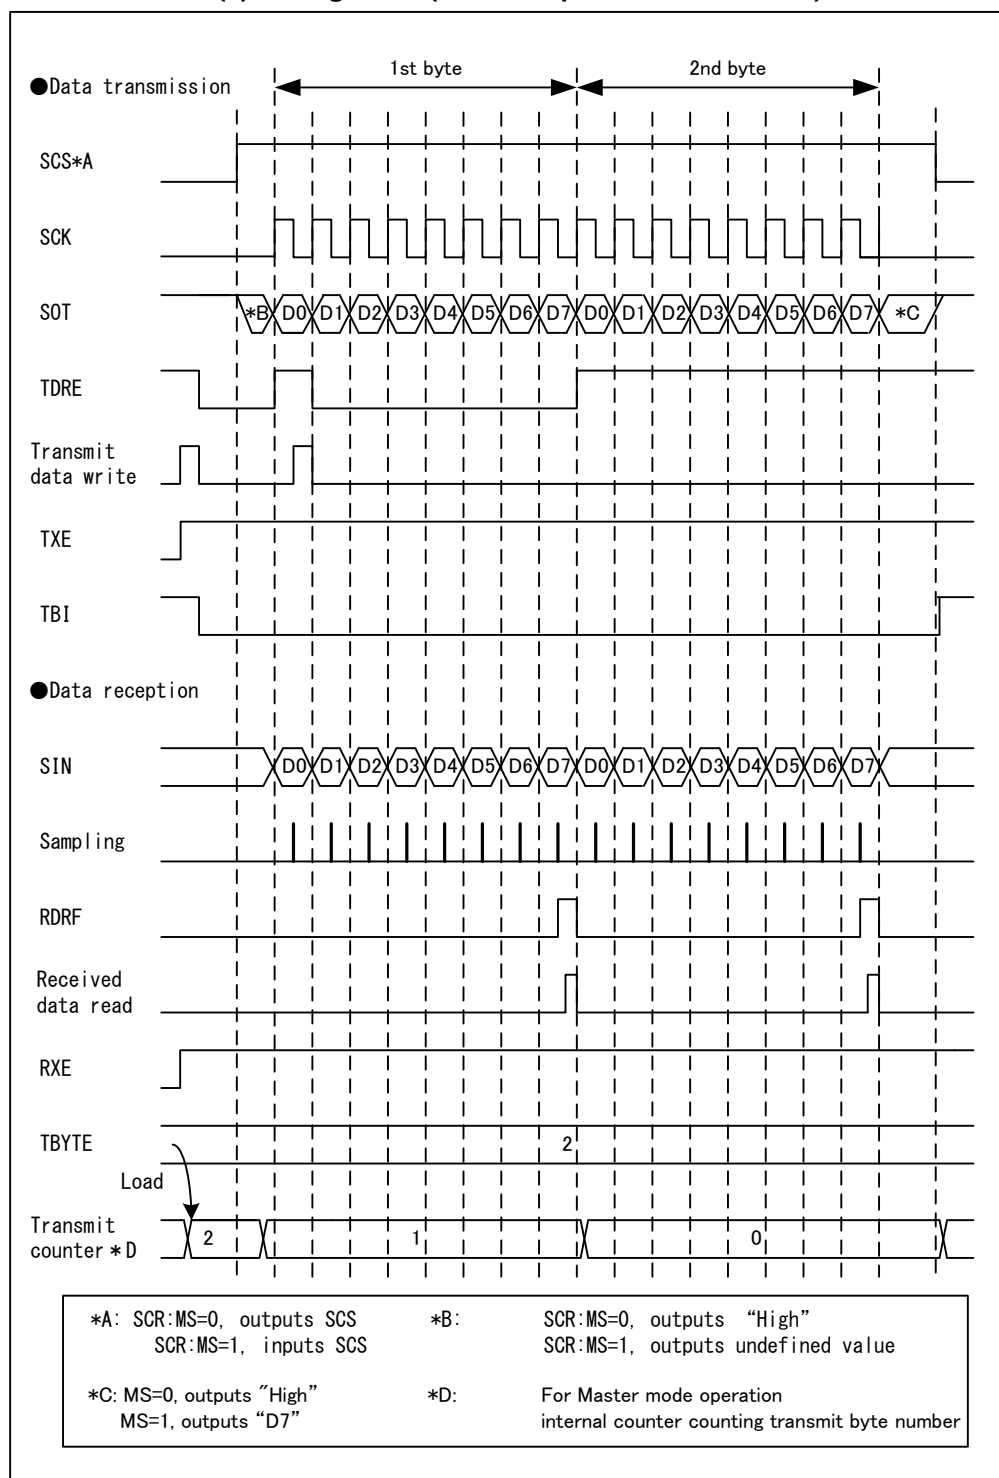 1st byte 2nd byte
●Data transmission
SCS*A
SCK
SOT *B D0 D1 D2 D3 D4 D5 D6 D7 D0 D1 D2 D3 D4 D5 D6 D7 *C
TDRE
Transmit
data write
TXE
TBI
●Data reception
SIN D0 D1 D2 D3 D4 D5 D6 D7 D0 D1 D2 D3 D4 D5 D6 D7
Sampling
RDRF
Received
data read
RXE
TBYTE 2
Load
Transmit
counter *D 2 1 0
*A: SCR:MS=0, outputs SCS
SCR:MS=1, inputs SCS
*B: SCR:MS=0, outputs “High”
SCR:MS=1, outputs undefined value
*C: MS=0, outputs "High”
MS=1, outputs “D7”
*D: For Master mode operation
internal counter counting transmit byte number